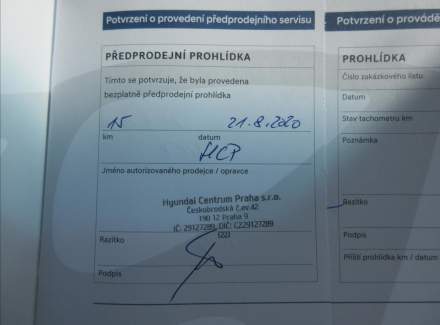 Potvrzení o provedení předprodejního servisu
PŘEDPRODEJNÍ PROHLÍDKA
Tímto se potvrzuje, že byla provedena
bezplatně předprodejní prohlídka
15 21.8.2020
km datum
HCP
Jméno autorizovaného prodejce / opravce
Hyundai Centrum Praha s.r.o.
Českobrodská č.ev.42
190 12 Praha 9
IČ: 29127289, DIČ: CZ29127289
(22)
Razítko
Podpis
Potvrzení o provádě
PROHLÍDKA
Číslo zakázkového listu
Datum
Stav tachometru km
Poznámka
Razítko
Podpis
Příští prohlídka km / datum